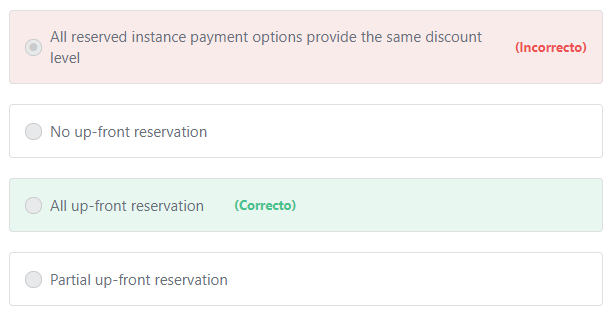 All reserved instance payment options provide the same discount
level
(Incorrecto)
No up-front reservation
All up-front reservation (Correcto)
Partial up-front reservation